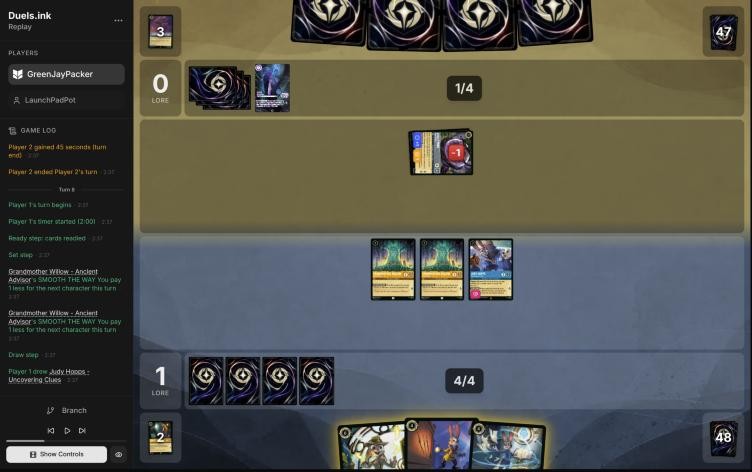 Duels.ink
Replay
PLAYERS
GreenJayPacker
LaunchPadPot
GAME LOG
Player 2 gained 45 seconds (turn
end) · 2:37
Player 2 ended Player 2's turn · 2:37
Turn 8
Player 1's turn begins · 2:37
Player 1's timer started (2:00) · 2:37
Ready step: cards readied · 2:37
Set step · 2:37
Grandmother Willow - Ancient
Advisor's SMOOTH THE WAY You pay
1 less for the next character this turn
· 2:37
Grandmother Willow - Ancient
Advisor's SMOOTH THE WAY You pay
1 less for the next character this turn
· 2:37
Draw step · 2:37
Player 1 drew Judy Hopps -
Uncovering Clues · 2:37
Branch
Show Controls
3
47
0
LORE
1/4
-1
1
LORE
4/4
2
48